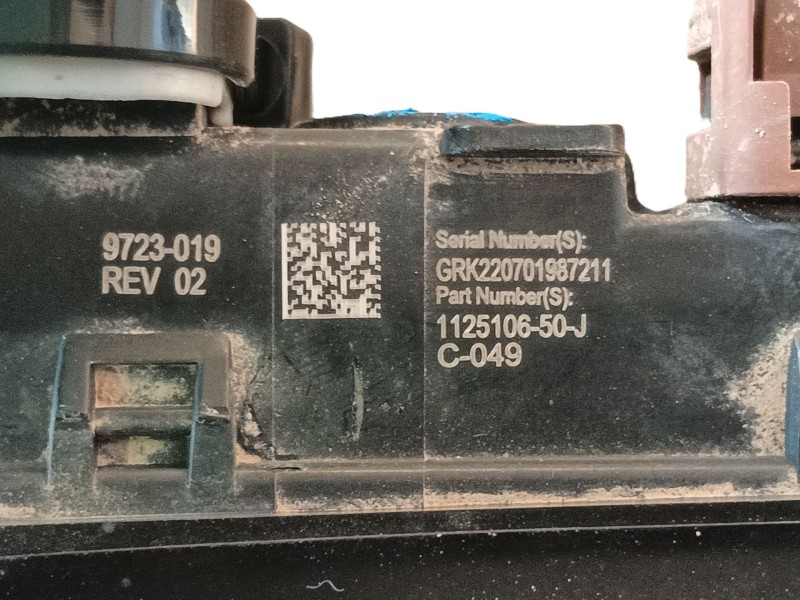 9723-019
REV 02
Serial Number(S):
GRK220701987211
Part Number(S):
1125106-50-J
C-049